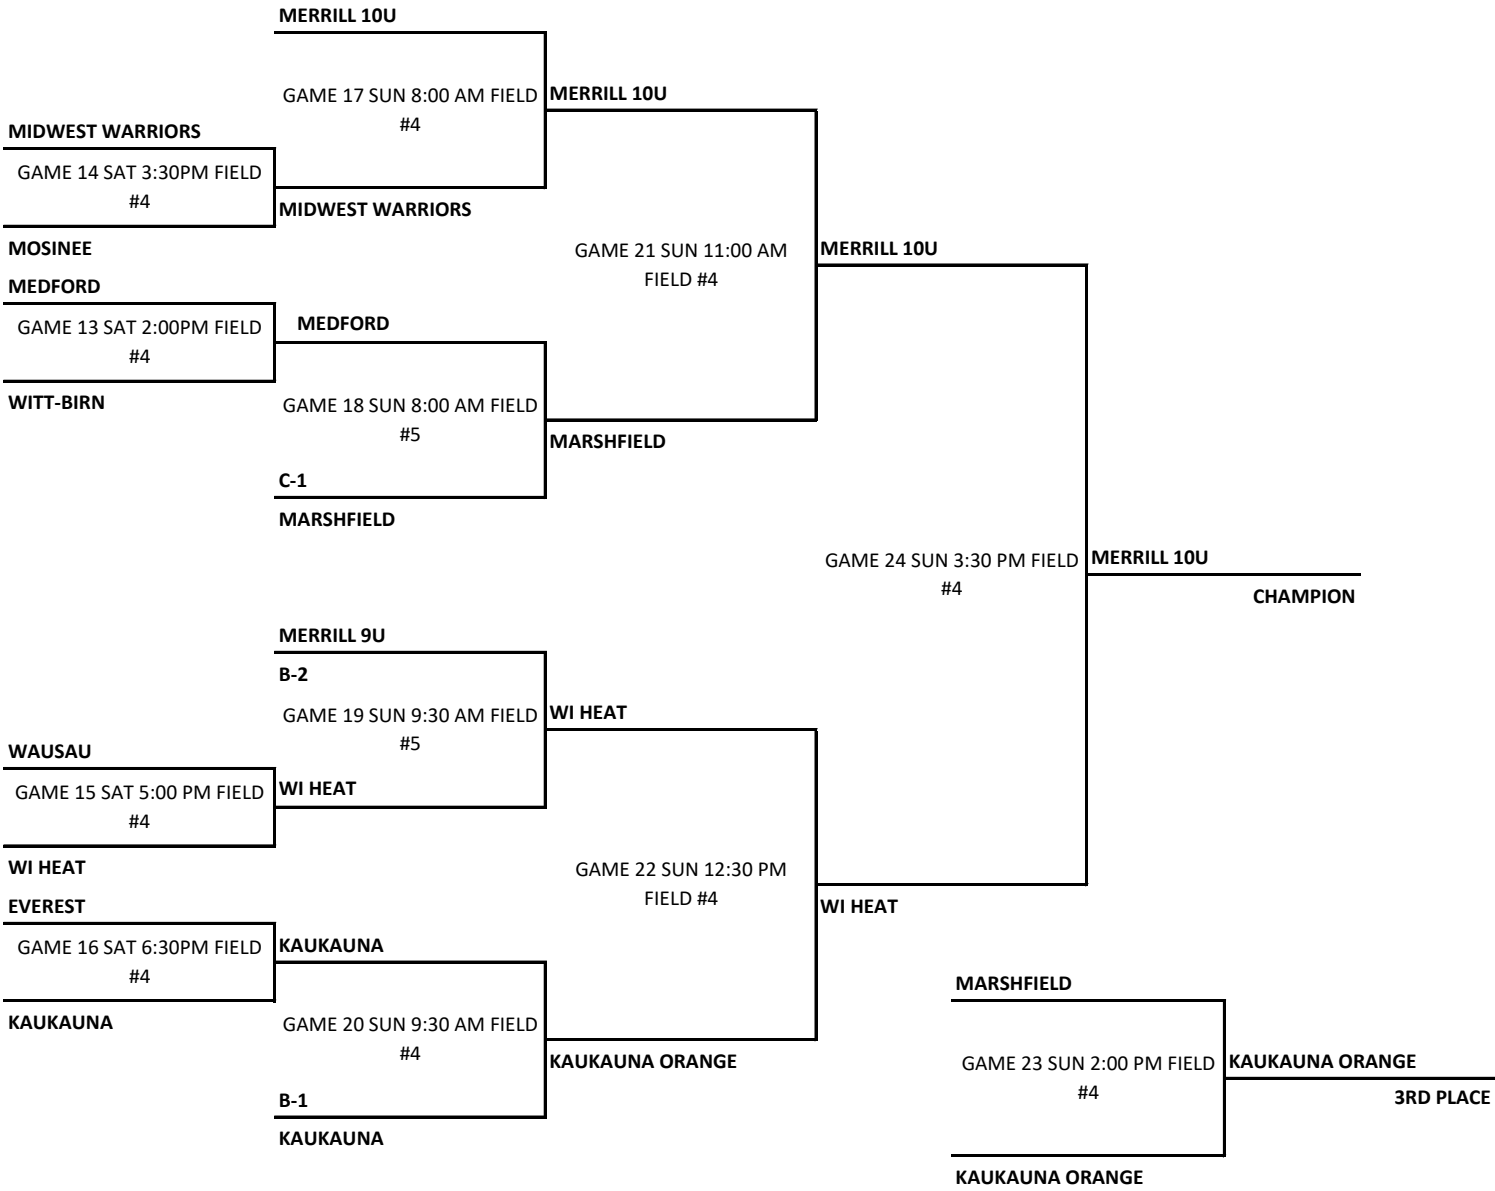 MERRILL 10U
GAME 17 SUN 8:00 AM FIELD
#4
MERRILL 10U
MIDWEST WARRIORS
GAME 14 SAT 3:30PM FIELD
#4
MIDWEST WARRIORS
MOSINEE
GAME 21 SUN 11:00 AM
FIELD #4
MERRILL 10U
MEDFORD
GAME 13 SAT 2:00PM FIELD
#4
MEDFORD
WITT-BIRN
GAME 18 SUN 8:00 AM FIELD
#5
MARSHFIELD
C-1
MARSHFIELD
GAME 24 SUN 3:30 PM FIELD
#4
MERRILL 10U
CHAMPION
MERRILL 9U
B-2
GAME 19 SUN 9:30 AM FIELD
#5
WI HEAT
WAUSAU
GAME 15 SAT 5:00 PM FIELD
#4
WI HEAT
WI HEAT
GAME 22 SUN 12:30 PM
FIELD #4
WI HEAT
EVEREST
GAME 16 SAT 6:30PM FIELD
#4
KAUKAUNA
KAUKAUNA
GAME 20 SUN 9:30 AM FIELD
#4
KAUKAUNA ORANGE
B-1
KAUKAUNA
MARSHFIELD
GAME 23 SUN 2:00 PM FIELD
#4
KAUKAUNA ORANGE
3RD PLACE
KAUKAUNA ORANGE